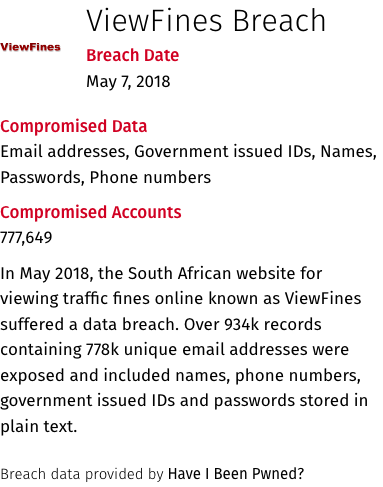 ViewFines Breach
ViewFines
Breach Date
May 7, 2018
Compromised Data
Email addresses, Government issued IDs, Names,
Passwords, Phone numbers
Compromised Accounts
777,649
In May 2018, the South African website for
viewing traffic fines online known as ViewFines
suffered a data breach. Over 934k records
containing 778k unique email addresses were
exposed and included names, phone numbers,
government issued IDs and passwords stored in
plain text.
Breach data provided by Have I Been Pwned?